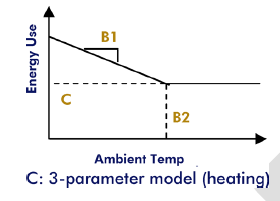 Energy Use
B1
C
B2
Ambient Temp
C: 3-parameter model (heating)